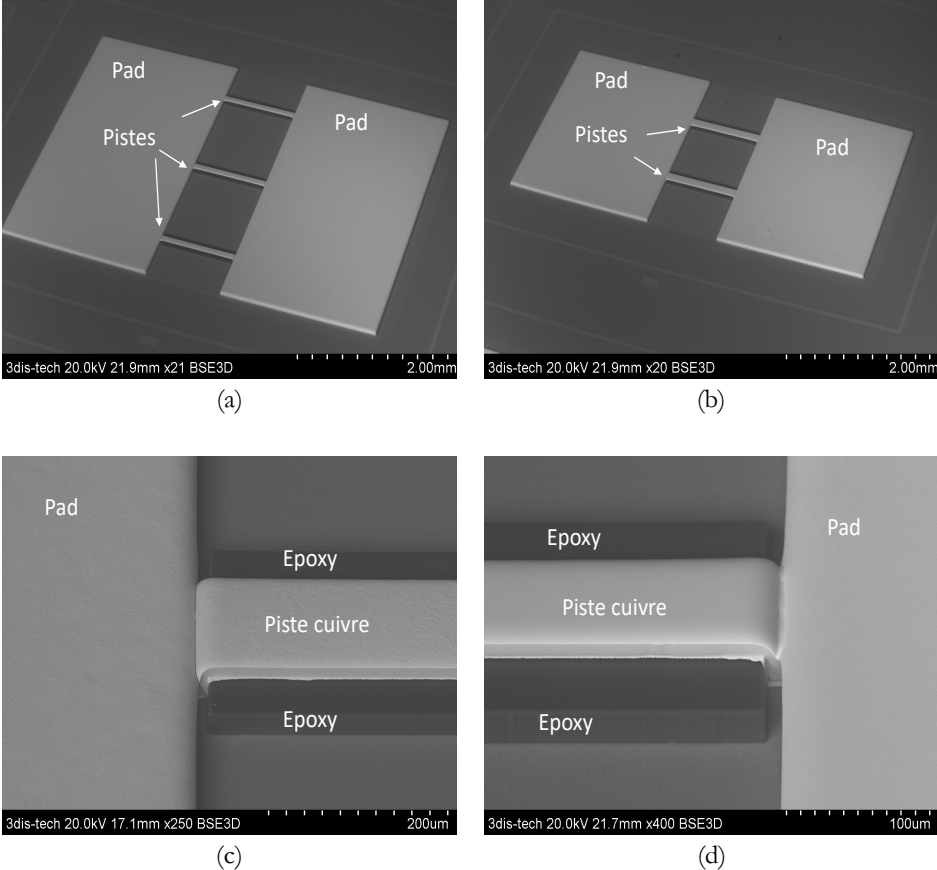 Pad
Pad
Pistes
3dis-tech 20.0kV 21.9mm x21 BSE3D 2.00mm
(a)
Pad
Pistes
Pad
3dis-tech 20.0kV 21.9mm x20 BSE3D 2.00mm
(b)
Pad
Epoxy
Piste cuivre
Epoxy
3dis-tech 20.0kV 17.1mm x250 BSE3D 200um
(c)
Pad
Epoxy
Piste cuivre
Epoxy
3dis-tech 20.0kV 21.7mm x400 BSE3D 100um
(d)